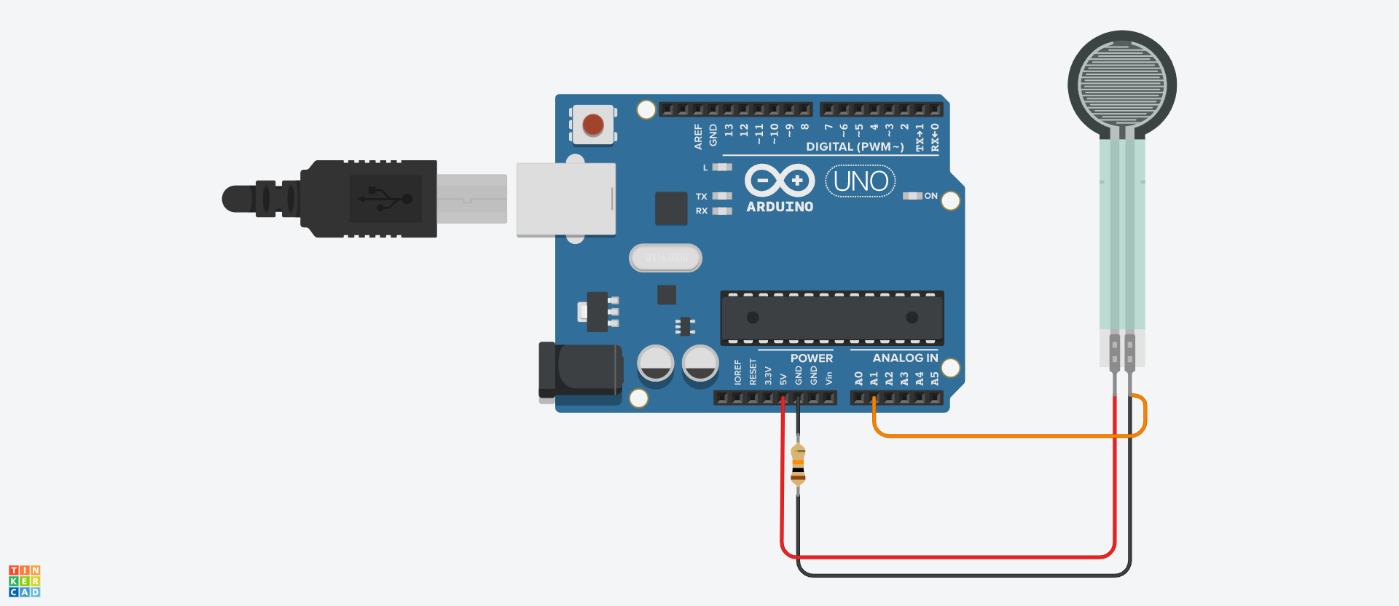 AREF
GND
13
12
~11
~10
~9
8
7
~6
~5
4
~3
2
TX→1
RX←0
DIGITAL (PWM~)
L
TX
RX
ARDUINO
UNO
ON
POWER
ANALOG IN
IOREF
RESET
3.3V
5V
GND
GND
Vin
A0
A1
A2
A3
A4
A5
TIN
KER
CAD